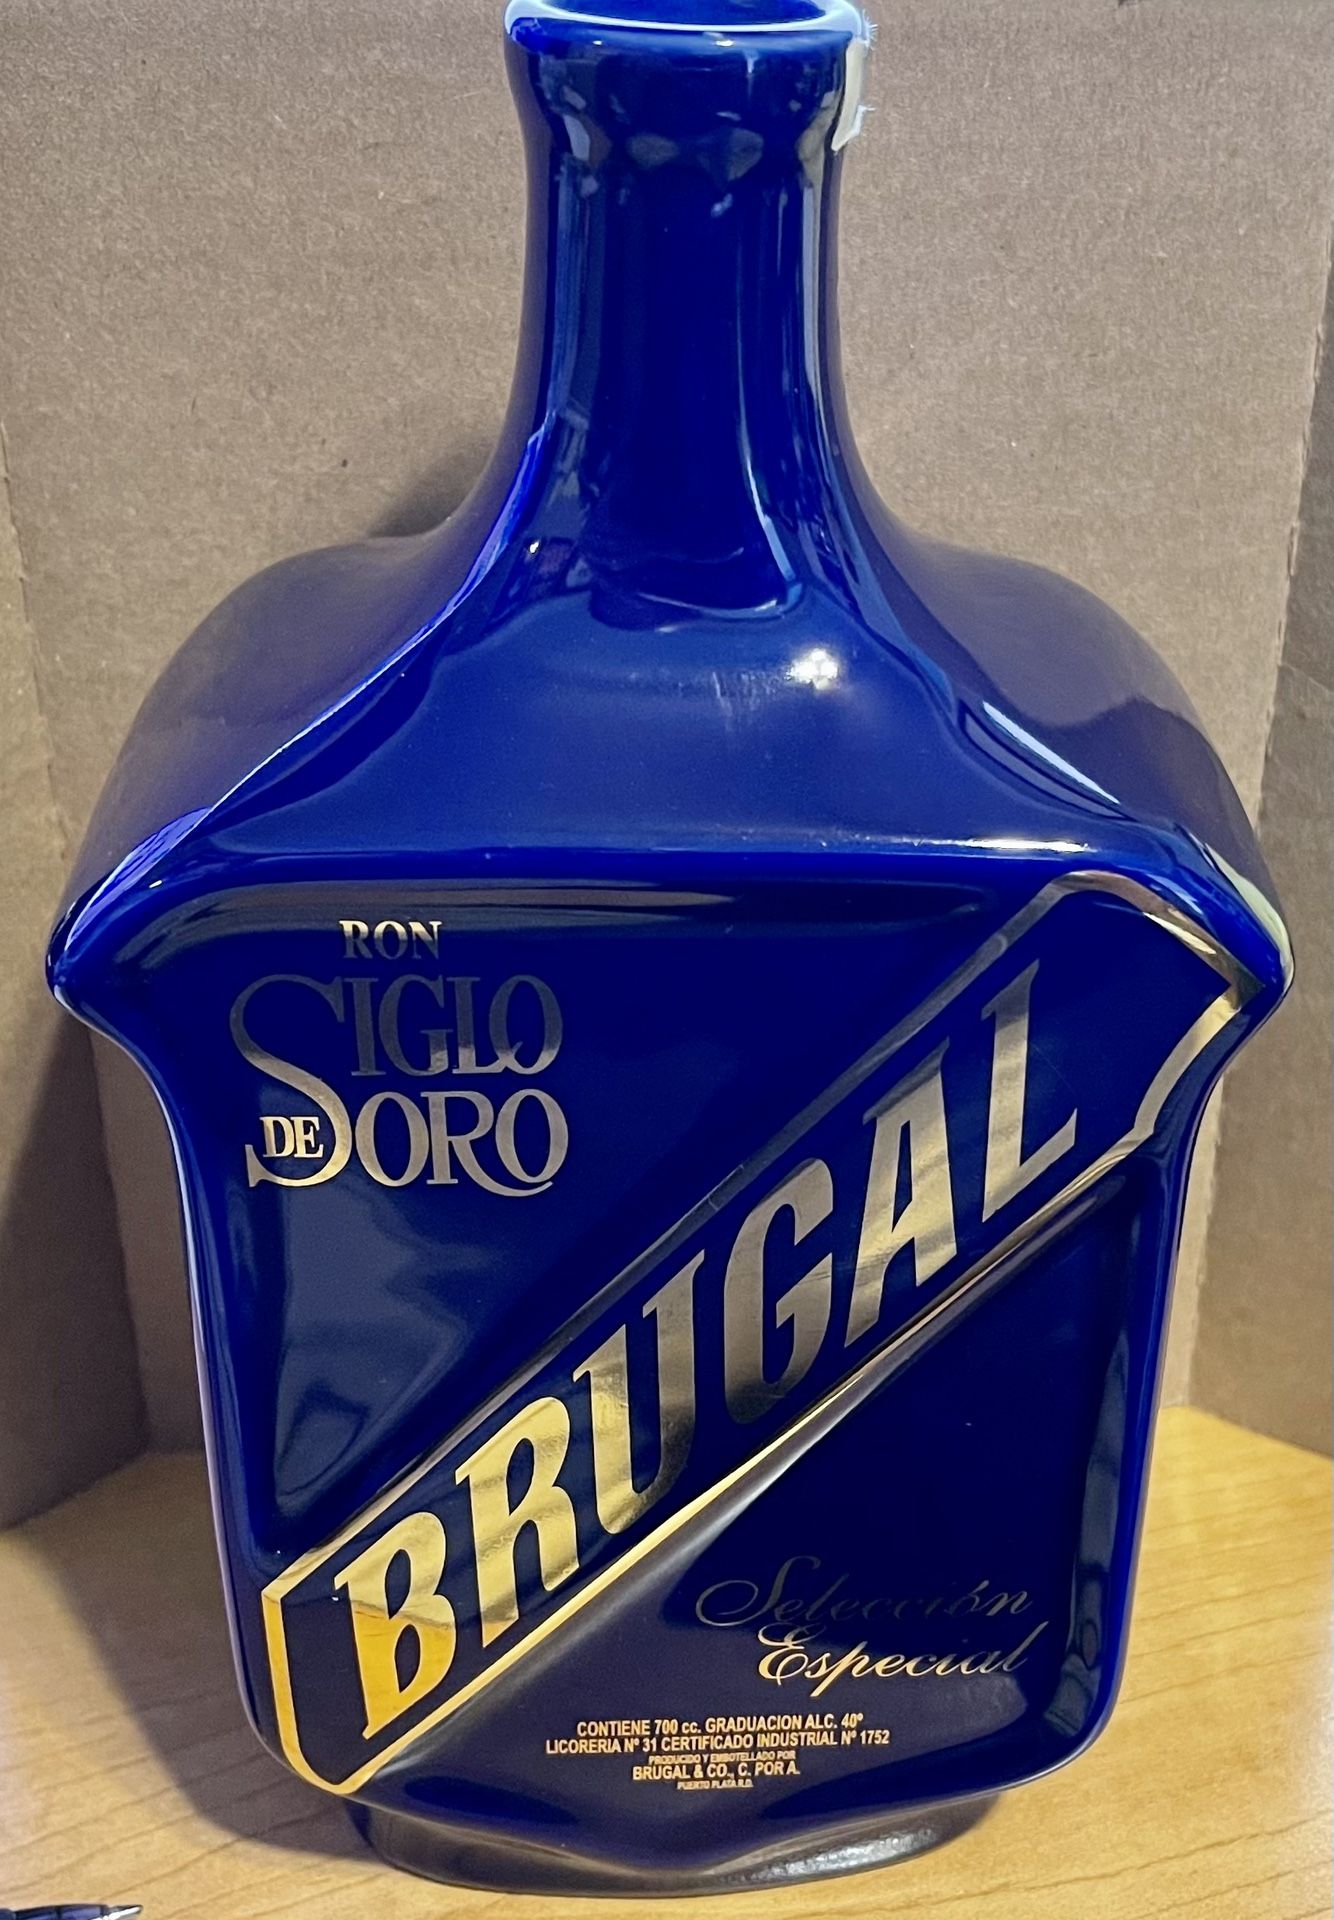 RON
SIGLO
DE ORO
BRUGAL
Selección
Especial
CONTIENE 700 cc. GRADUACION ALC. 40º
LICORERIA Nº 31 CERTIFICADO INDUSTRIAL Nº 1752
PRODUCIDO Y EMBOTELLADO POR
BRUGAL & CO., C. POR A.
PUERTO PLATA R.D.